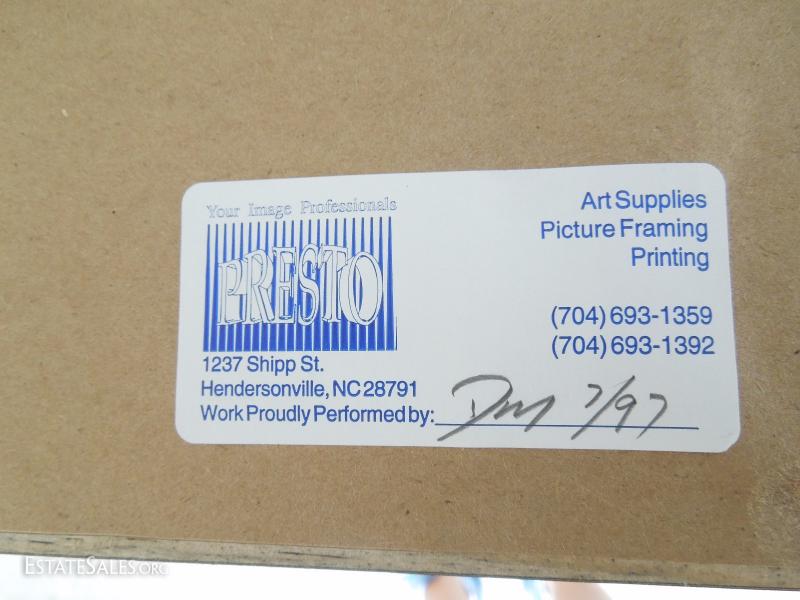 Your Image Professionals
PRESTO
1237 Shipp St.
Hendersonville, NC 28791
Work Proudly Performed by: 7/97
Art Supplies
Picture Framing
Printing
(704) 693-1359
(704) 693-1392
ESTATESALES.ORG